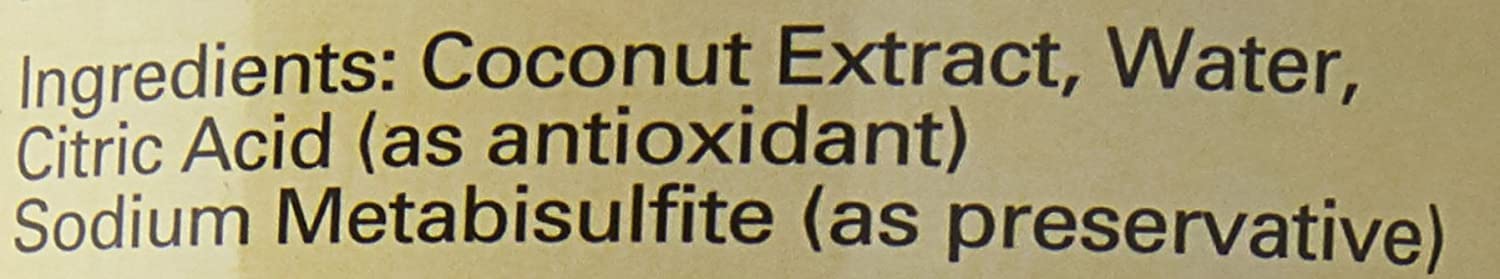 Ingredients: Coconut Extract, Water,
Citric Acid (as antioxidant)
Sodium Metabisulfite (as preservative)